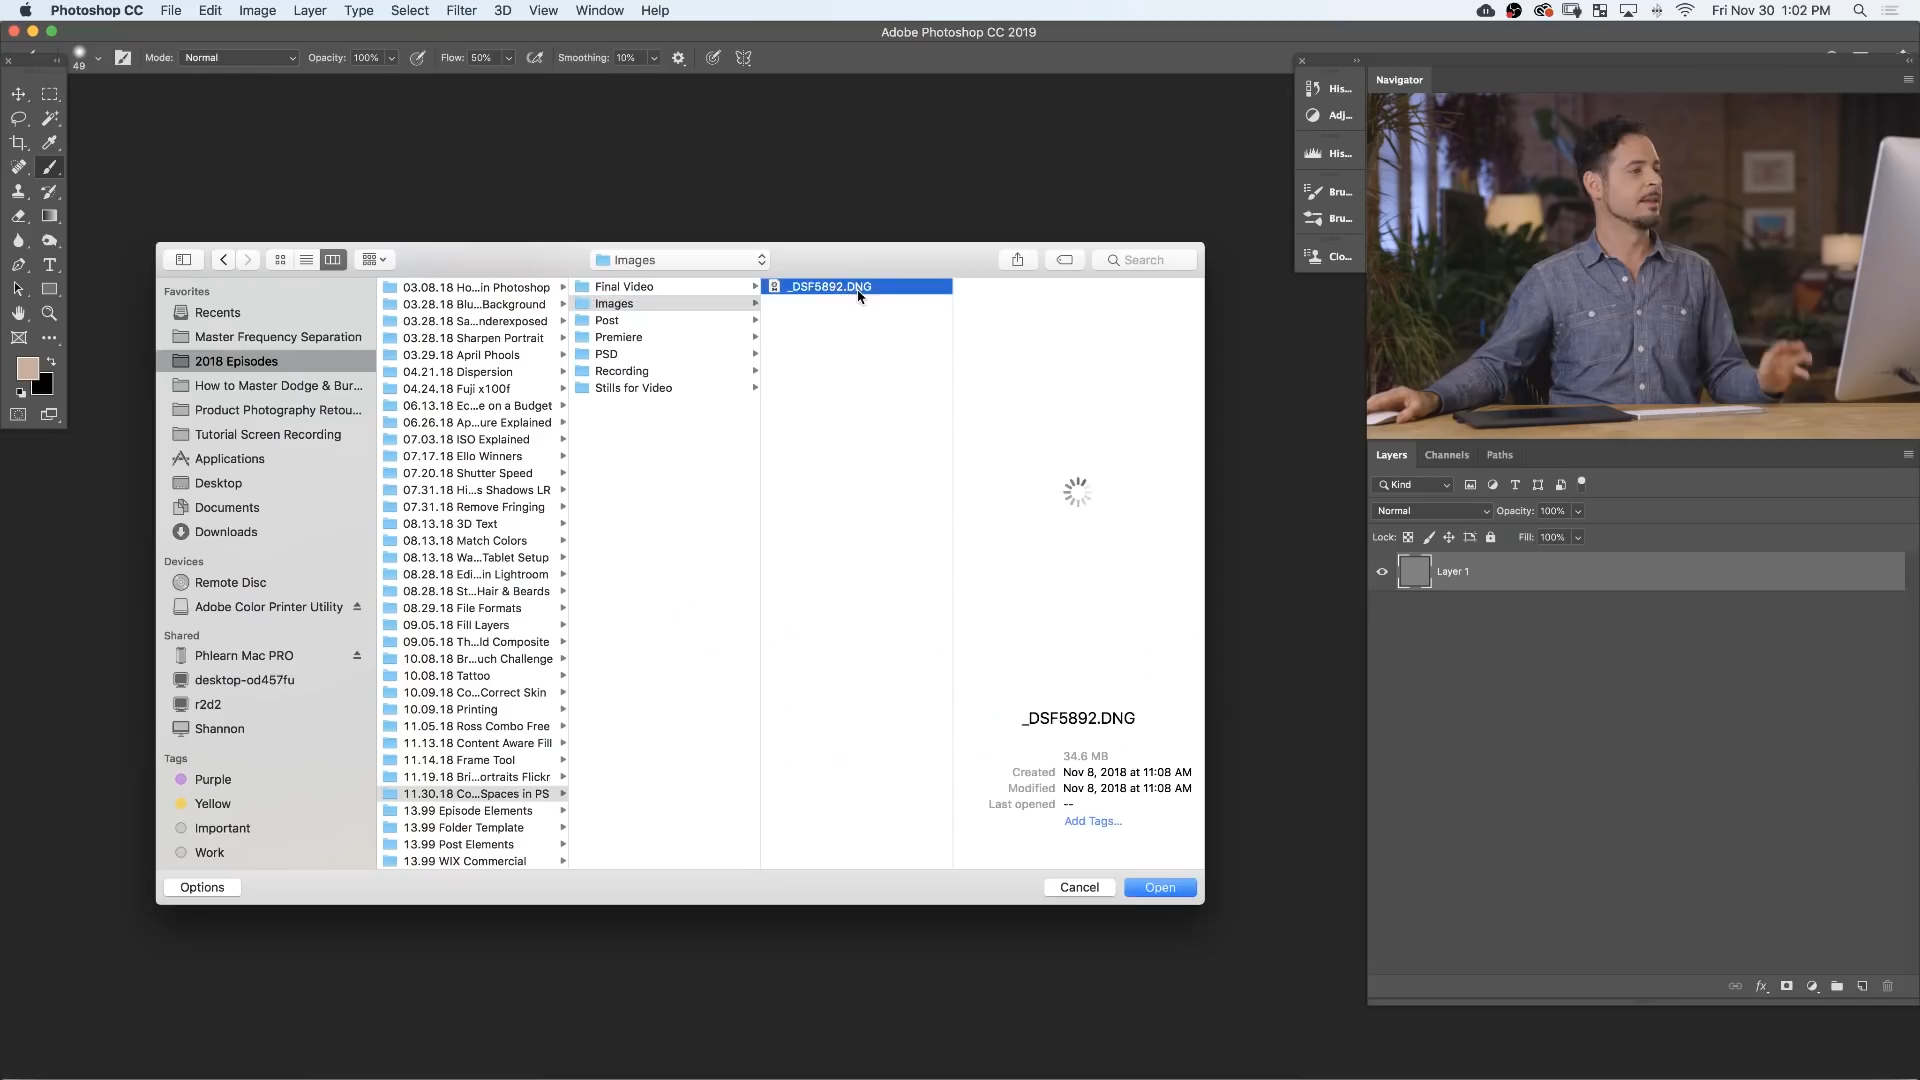 Photoshop CC File Edit Image Layer Type Select Filter 3D View Window Help Fri Nov 30 1:02 PM
Adobe Photoshop CC 2019
49 Mode: Normal Opacity: 100% Flow: 50% Smoothing: 10%
His...
Adj...
His...
Bru...
Bru...
Clo...
Navigator
Images
Search
Favorites
Recents
Master Frequency Separation
2018 Episodes
How to Master Dodge & Bur...
Product Photography Retou...
Tutorial Screen Recording
Applications
Desktop
Documents
Downloads
Devices
Remote Disc
Adobe Color Printer Utility
Shared
Phlearn Mac PRO
desktop-od457fu
r2d2
Shannon
Tags
Purple
Yellow
Important
Work
03.08.18 Ho...in Photoshop
03.28.18 Blu...Background
03.28.18 Sa...nderexposed
03.28.18 Sharpen Portrait
03.29.18 April Phools
04.21.18 Dispersion
04.24.18 Fuji x100f
06.13.18 Ec...e on a Budget
06.26.18 Ap...ure Explained
07.03.18 ISO Explained
07.17.18 Ello Winners
07.20.18 Shutter Speed
07.31.18 Hi...s Shadows LR
07.31.18 Remove Fringing
08.13.18 3D Text
08.13.18 Match Colors
08.13.18 Wa...Tablet Setup
08.28.18 Edi...in Lightroom
08.28.18 St...Hair & Beards
08.29.18 File Formats
09.05.18 Fill Layers
09.05.18 Th...ld Composite
10.08.18 Br...uch Challenge
10.08.18 Tattoo
10.09.18 Co...Correct Skin
10.09.18 Printing
11.05.18 Ross Combo Free
11.13.18 Content Aware Fill
11.14.18 Frame Tool
11.19.18 Bri...ortraits Flickr
11.30.18 Co...Spaces in PS
13.99 Episode Elements
13.99 Folder Template
13.99 Post Elements
13.99 WIX Commercial
Final Video
Images
Post
Premiere
PSD
Recording
Stills for Video
_DSF5892.DNG
_DSF5892.DNG
34.6 MB
Created Nov 8, 2018 at 11:08 AM
Modified Nov 8, 2018 at 11:08 AM
Last opened --
Add Tags...
Options
Cancel
Open
Layers Channels Paths
Kind
Normal Opacity: 100%
Lock: Fill: 100%
Layer 1
fx